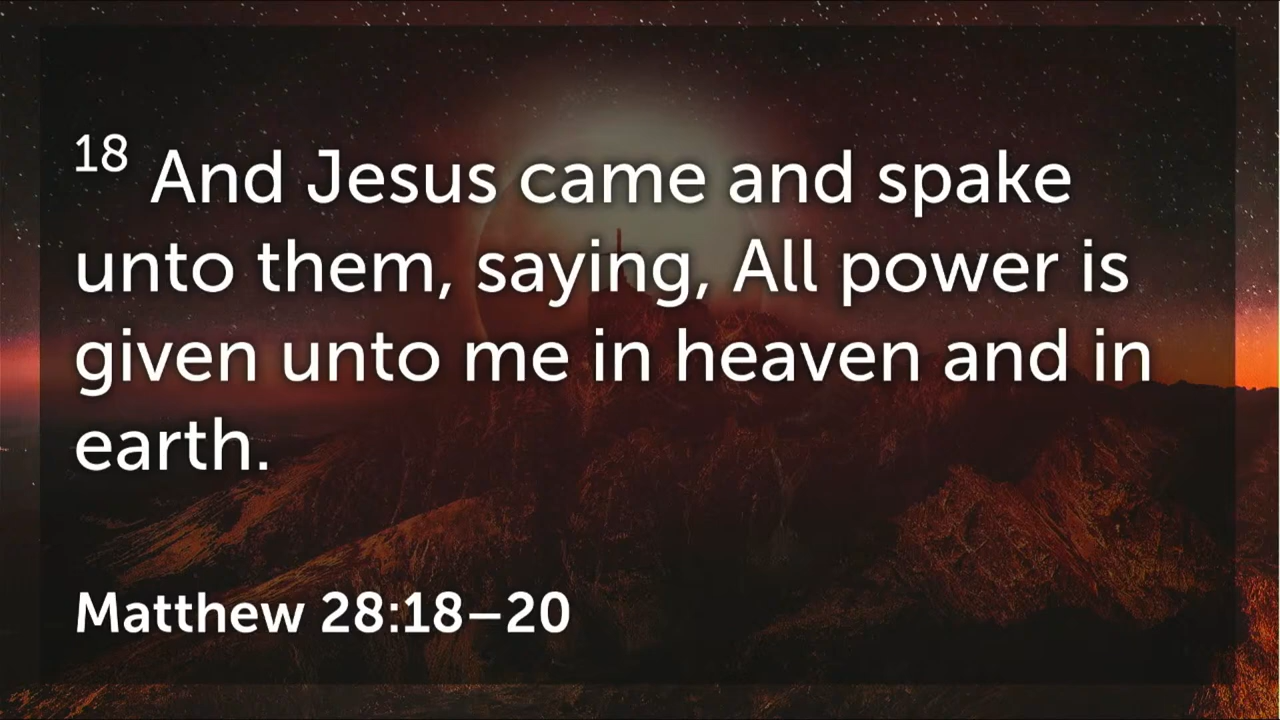 18 And Jesus came and spake
unto them, saying, All power is
given unto me in heaven and in
earth.
Matthew 28:18–20